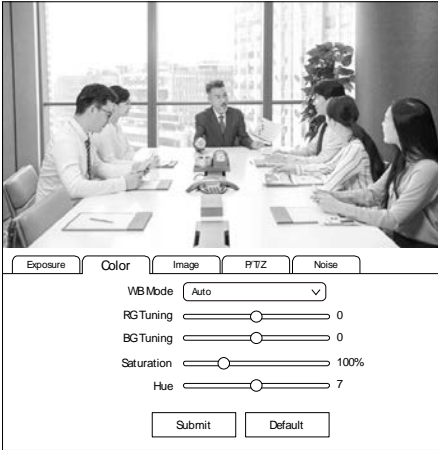 Exposure Color Image P/T/Z Noise
WB Mode Auto
RG Tuning 0
BG Tuning 0
Saturation 100%
Hue 7
Submit Default